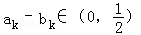 a_k - b_k ∈ (0, 1/2)